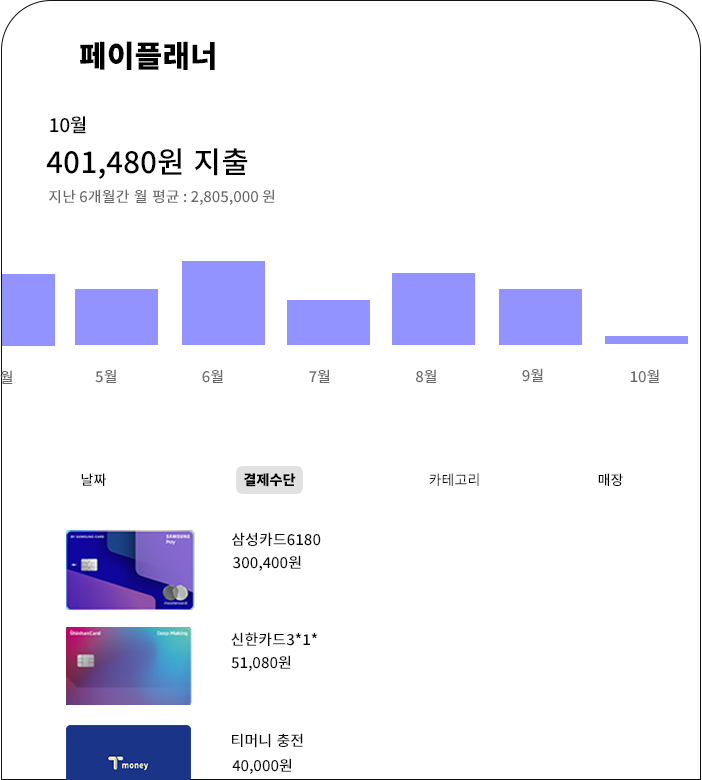 페이플래너
10월
401,480원 지출
지난 6개월간 월 평균 : 2,805,000 원
월
5월
6월
7월
8월
9월
10월
날짜
결제수단
카테고리
매장
BY SAMSUNG CARD
SAMSUNG
Pay
mastercard
삼성카드6180
300,400원
ShinhanCard
Deep Making
신한카드3*1*
51,080원
T money
티머니 충전
40,000원